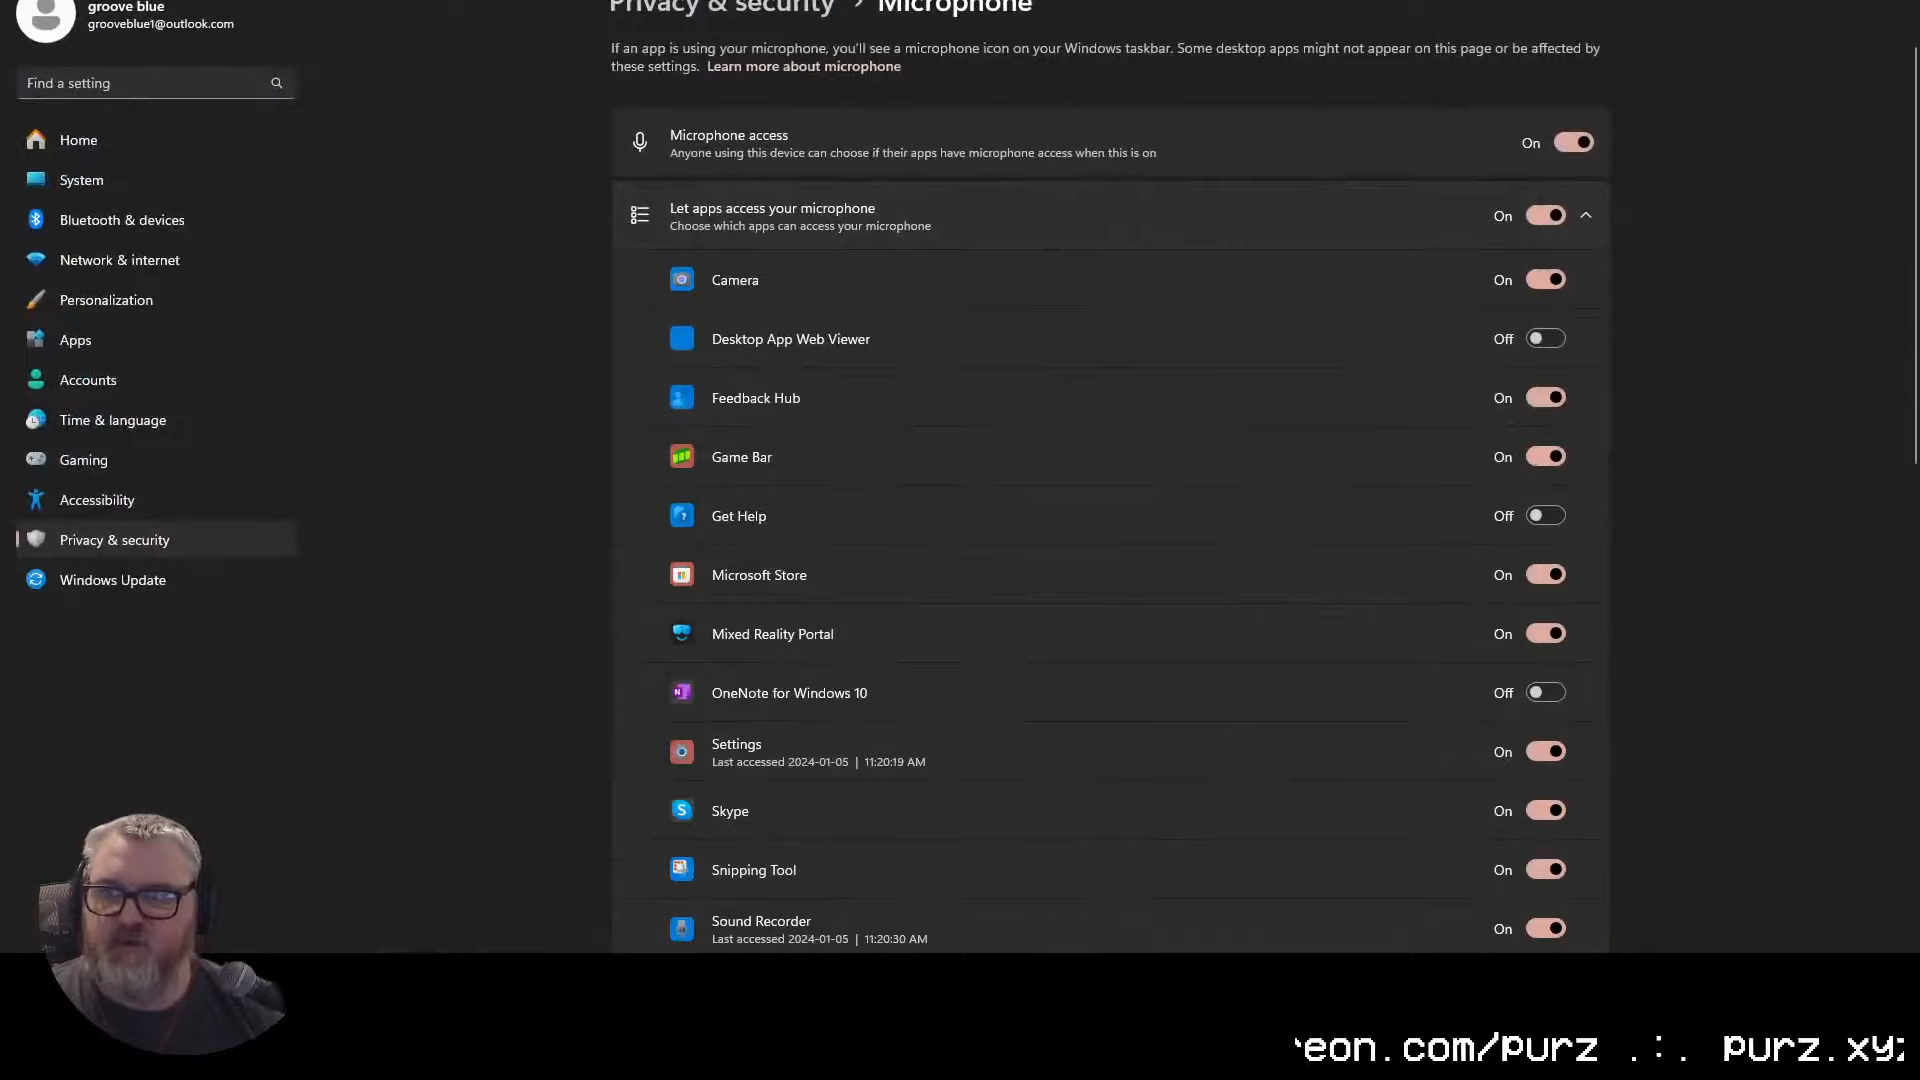 groove blue
grooveblue1@outlook.com
Find a setting
Home
System
Bluetooth & devices
Network & internet
Personalization
Apps
Accounts
Time & language
Gaming
Accessibility
Privacy & security
Windows Update
Privacy & security > Microphone
If an app is using your microphone, you'll see a microphone icon on your Windows taskbar. Some desktop apps might not appear on this page or be affected by
these settings. Learn more about microphone
Microphone access
Anyone using this device can choose if their apps have microphone access when this is on
On
Let apps access your microphone
Choose which apps can access your microphone
On
Camera
On
Desktop App Web Viewer
Off
Feedback Hub
On
Game Bar
On
Get Help
Off
Microsoft Store
On
Mixed Reality Portal
On
OneNote for Windows 10
Off
Settings
Last accessed 2024-01-05 | 11:20:19 AM
On
Skype
On
Snipping Tool
On
Sound Recorder
Last accessed 2024-01-05 | 11:20:30 AM
On
eon.com/purz .:. purz.xyz